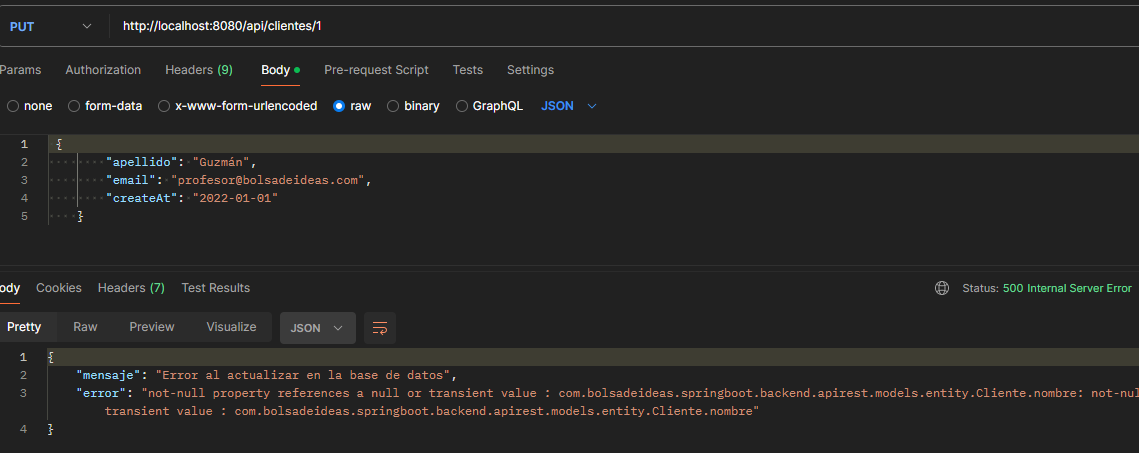 PUT http://localhost:8080/api/clientes/1
Params Authorization Headers (9) Body Pre-request Script Tests Settings
none form-data x-www-form-urlencoded raw binary GraphQL JSON
1 {
2 "apellido": "Guzmán",
3 "email": "profesor@bolsadeideas.com",
4 "createAt": "2022-01-01"
5 }
ody Cookies Headers (7) Test Results Status: 500 Internal Server Error
Pretty Raw Preview Visualize JSON
1 {
2 "mensaje": "Error al actualizar en la base de datos",
3 "error": "not-null property references a null or transient value : com.bolsadeideas.springboot.backend.apirest.models.entity.Cliente.nombre: not-nul
transient value : com.bolsadeideas.springboot.backend.apirest.models.entity.Cliente.nombre"
4 }